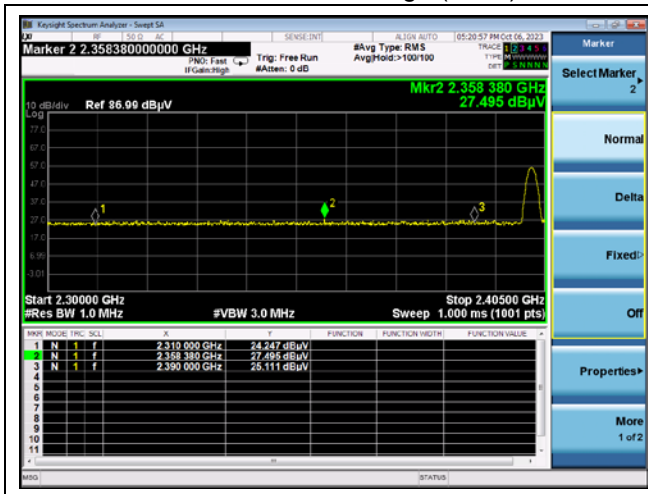 Keysight Spectrum Analyzer - Swept SA
RF 50 Ω AC SENSE:INT ALIGN AUTO 05:20:57 PM Oct 06, 2023
Marker 2 2.358380000000 GHz
PNO: Fast
IFGain:High
Trig: Free Run
#Atten: 0 dB
#Avg Type: RMS
Avg|Hold:>100/100
TRACE 1 2 3 4 5 6
TYPE M
DET P S N N N N
Mkr2 2.358 380 GHz
27.495 dBµV
10 dB/div Ref 86.99 dBµV
Log
77.0
67.0
57.0
47.0
37.0
27.0
17.0
6.99
-3.01
1
2
3
Start 2.30000 GHz Stop 2.40500 GHz
#Res BW 1.0 MHz #VBW 3.0 MHz Sweep 1.000 ms (1001 pts)
MKR MODE TRC SCL X Y FUNCTION FUNCTION WIDTH FUNCTION VALUE
1 N 1 f 2.310 000 GHz 24.247 dBµV
2 N 1 f 2.358 380 GHz 27.495 dBµV
3 N 1 f 2.390 000 GHz 25.111 dBµV
4
5
6
7
8
9
10
11
MSG STATUS
Marker
Select Marker
2
Normal
Delta
Fixed
Off
Properties
More
1 of 2